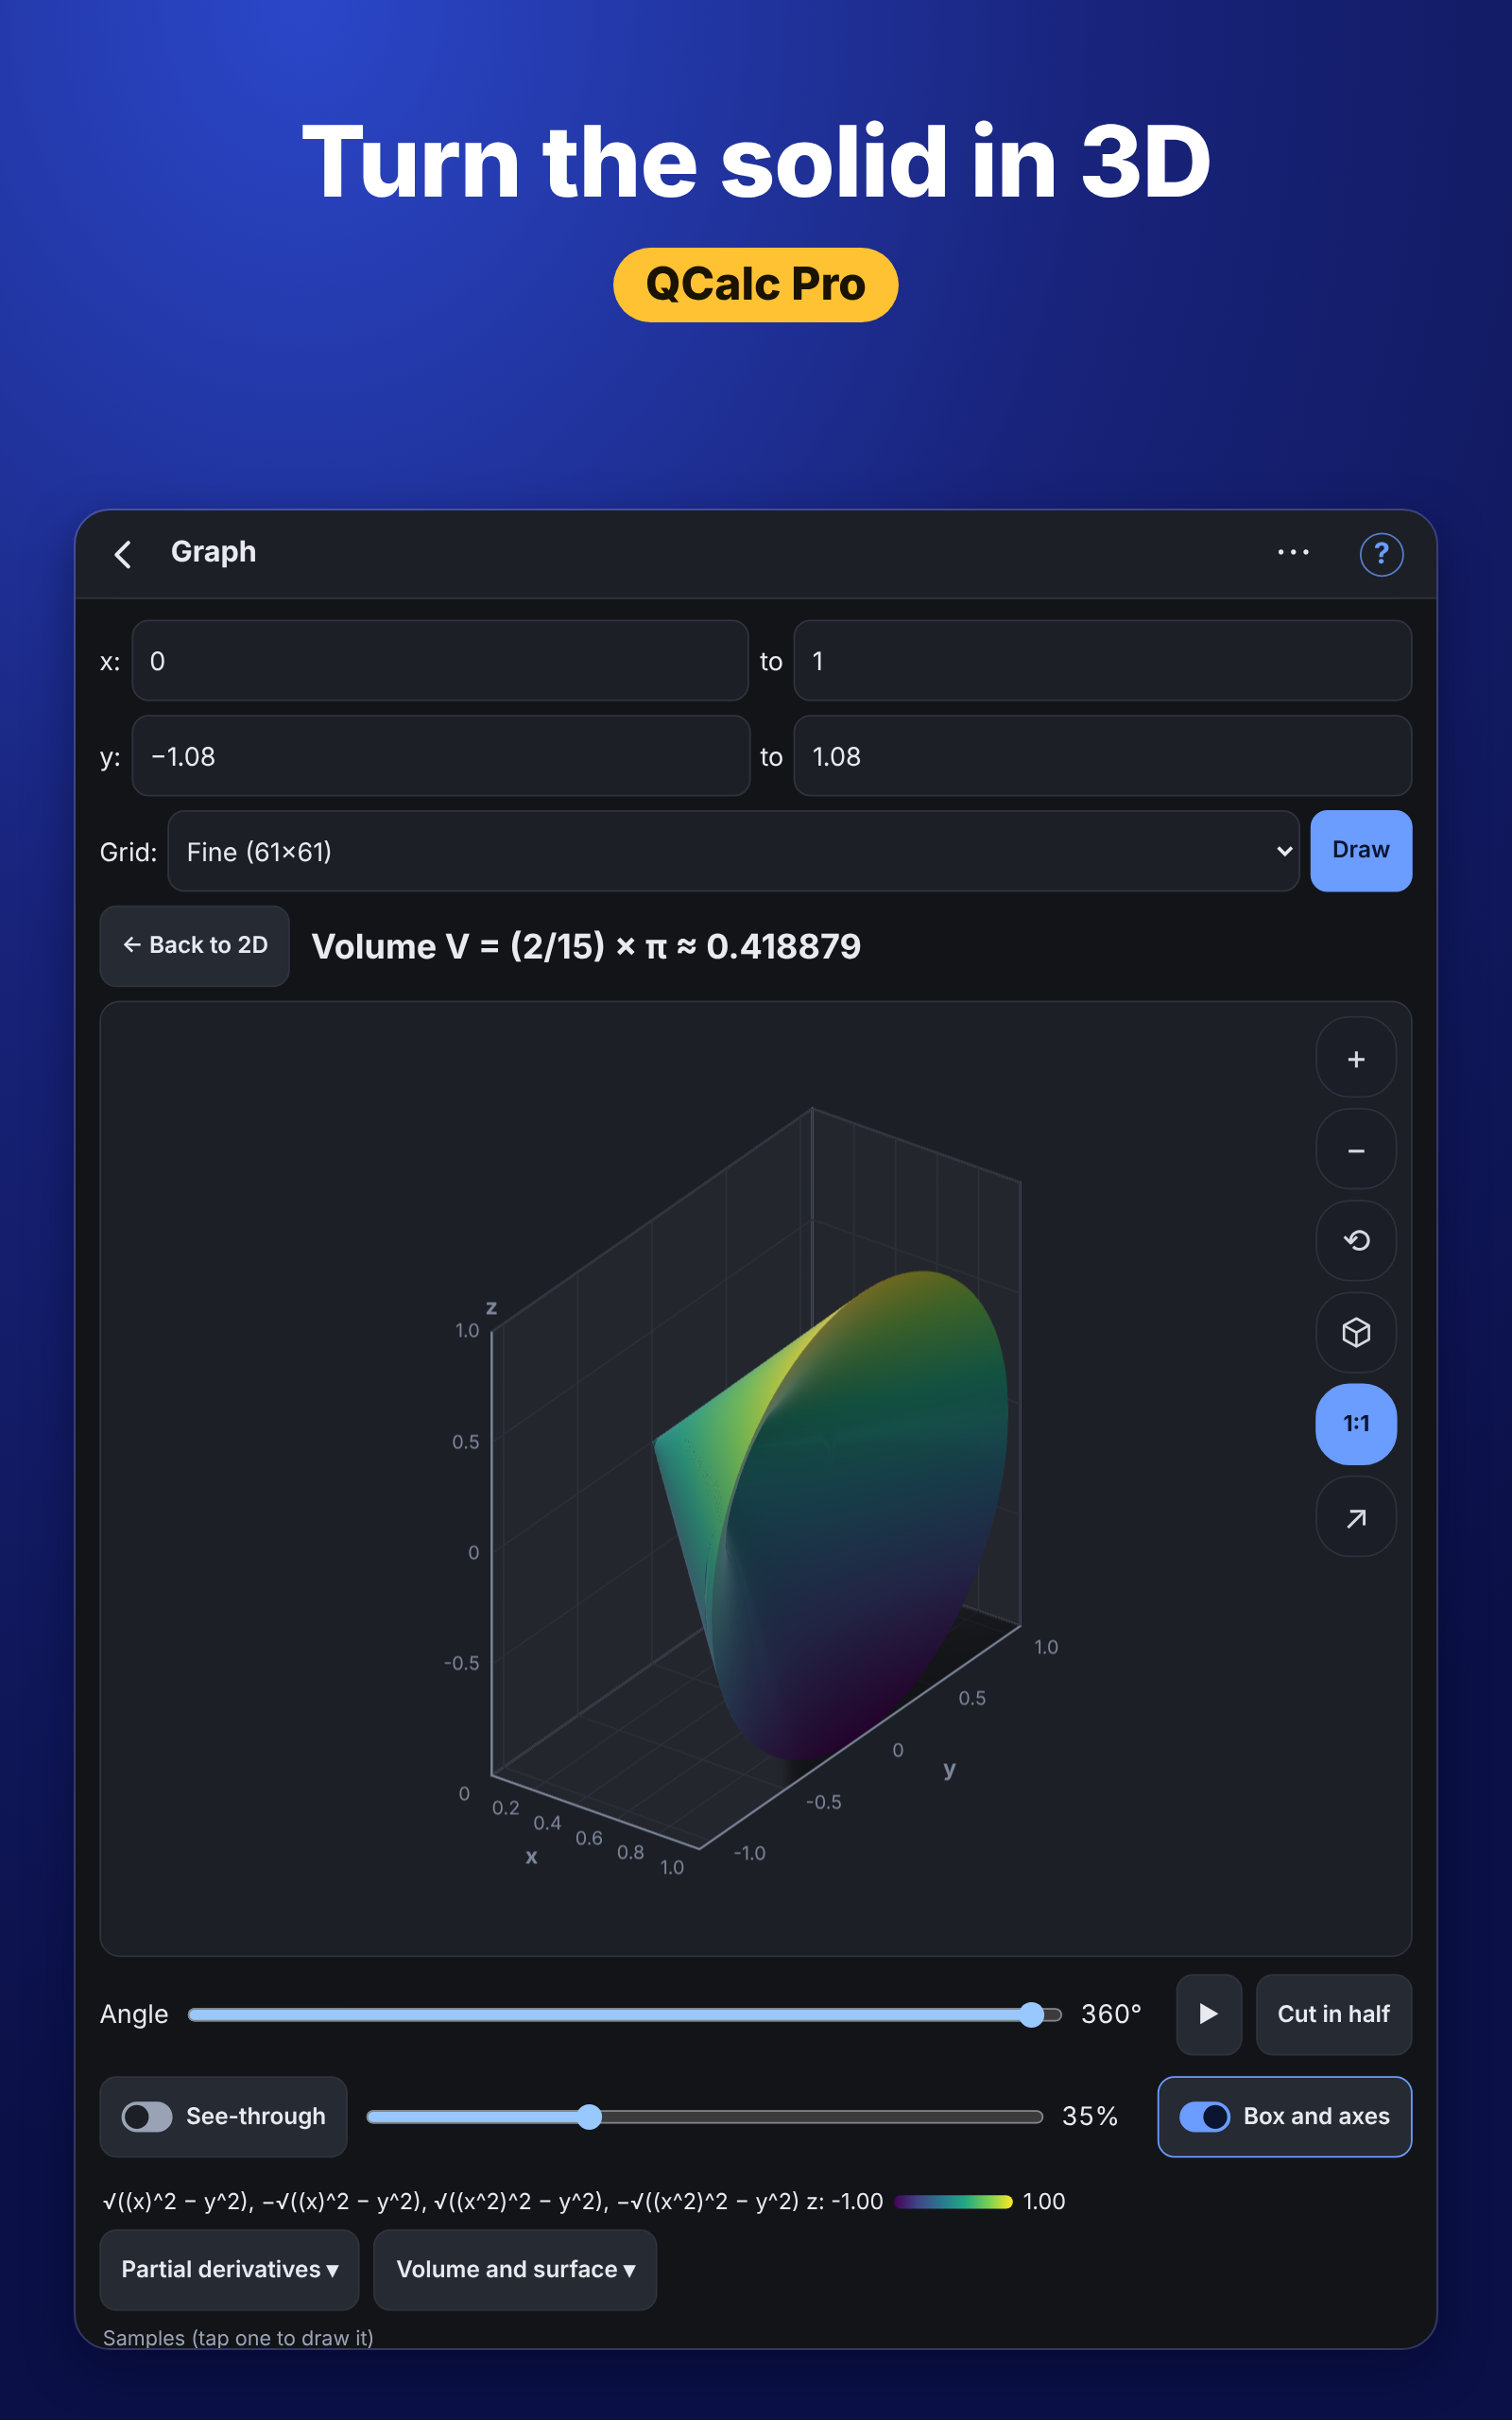 Turn the solid in 3D
QCalc Pro
Graph
... ?
x: 0 to 1
y: −1.08 to 1.08
Grid: Fine (61×61) Draw
← Back to 2D Volume V = (2/15) × π ≈ 0.418879
+
−
⟲
1:1
↗
z
1.0
0.5
0
-0.5
0 0.2 0.4 0.6 0.8 1.0
x
-1.0 -0.5 0 0.5 1.0
y
Angle 360° ▶ Cut in half
See-through 35% Box and axes
√((x)^2 − y^2), −√((x)^2 − y^2), √((x^2)^2 − y^2), −√((x^2)^2 − y^2) z: -1.00 1.00
Partial derivatives ▾ Volume and surface ▾
Samples (tap one to draw it)